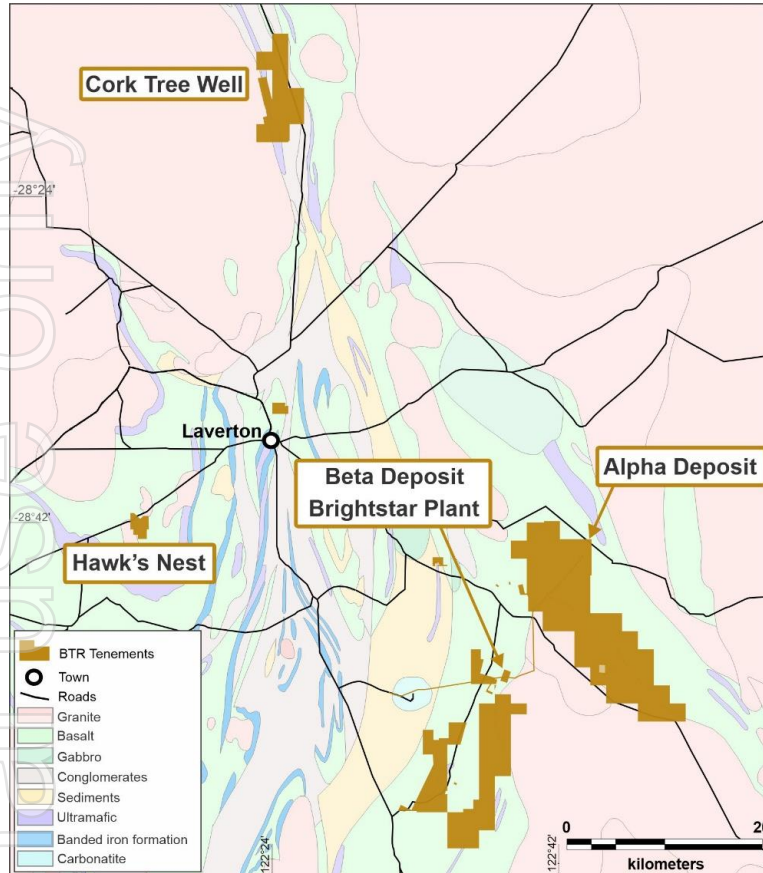 Cork Tree Well
-28°24'
Laverton
Beta Deposit
Brightstar Plant
Alpha Deposit
-28°42'
Hawk's Nest
BTR Tenements
Town
Roads
Granite
Basalt
Gabbro
Conglomerates
Sediments
Ultramafic
Banded iron formation
Carbonatite
122°24'
122°42'
0
20
kilometers